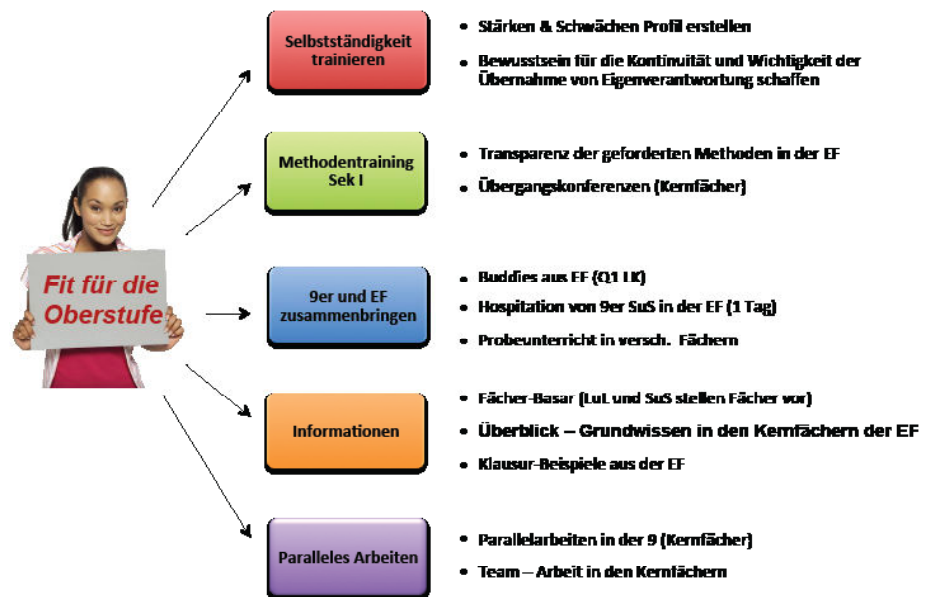 Fit für die
Oberstufe
Selbstständigkeit
trainieren
• Stärken & Schwächen Profil erstellen
• Bewusstsein für die Kontinuität und Wichtigkeit der
Übernahme von Eigenverantwortung schaffen
Methodentraining
Sek I
• Transparenz der geforderten Methoden in der EF
• Übergangskonferenzen (Kernfächer)
9er und EF
zusammenbringen
• Buddies aus EF (Q1 LK)
• Hospitation von 9er SuS in der EF (1 Tag)
• Probeunterricht in versch. Fächern
Informationen
• Fächer-Basar (LuL und SuS stellen Fächer vor)
• Überblick – Grundwissen in den Kernfächern der EF
• Klausur-Beispiele aus der EF
Paralleles Arbeiten
• Parallelarbeiten in der 9 (Kernfächer)
• Team – Arbeit in den Kernfächern